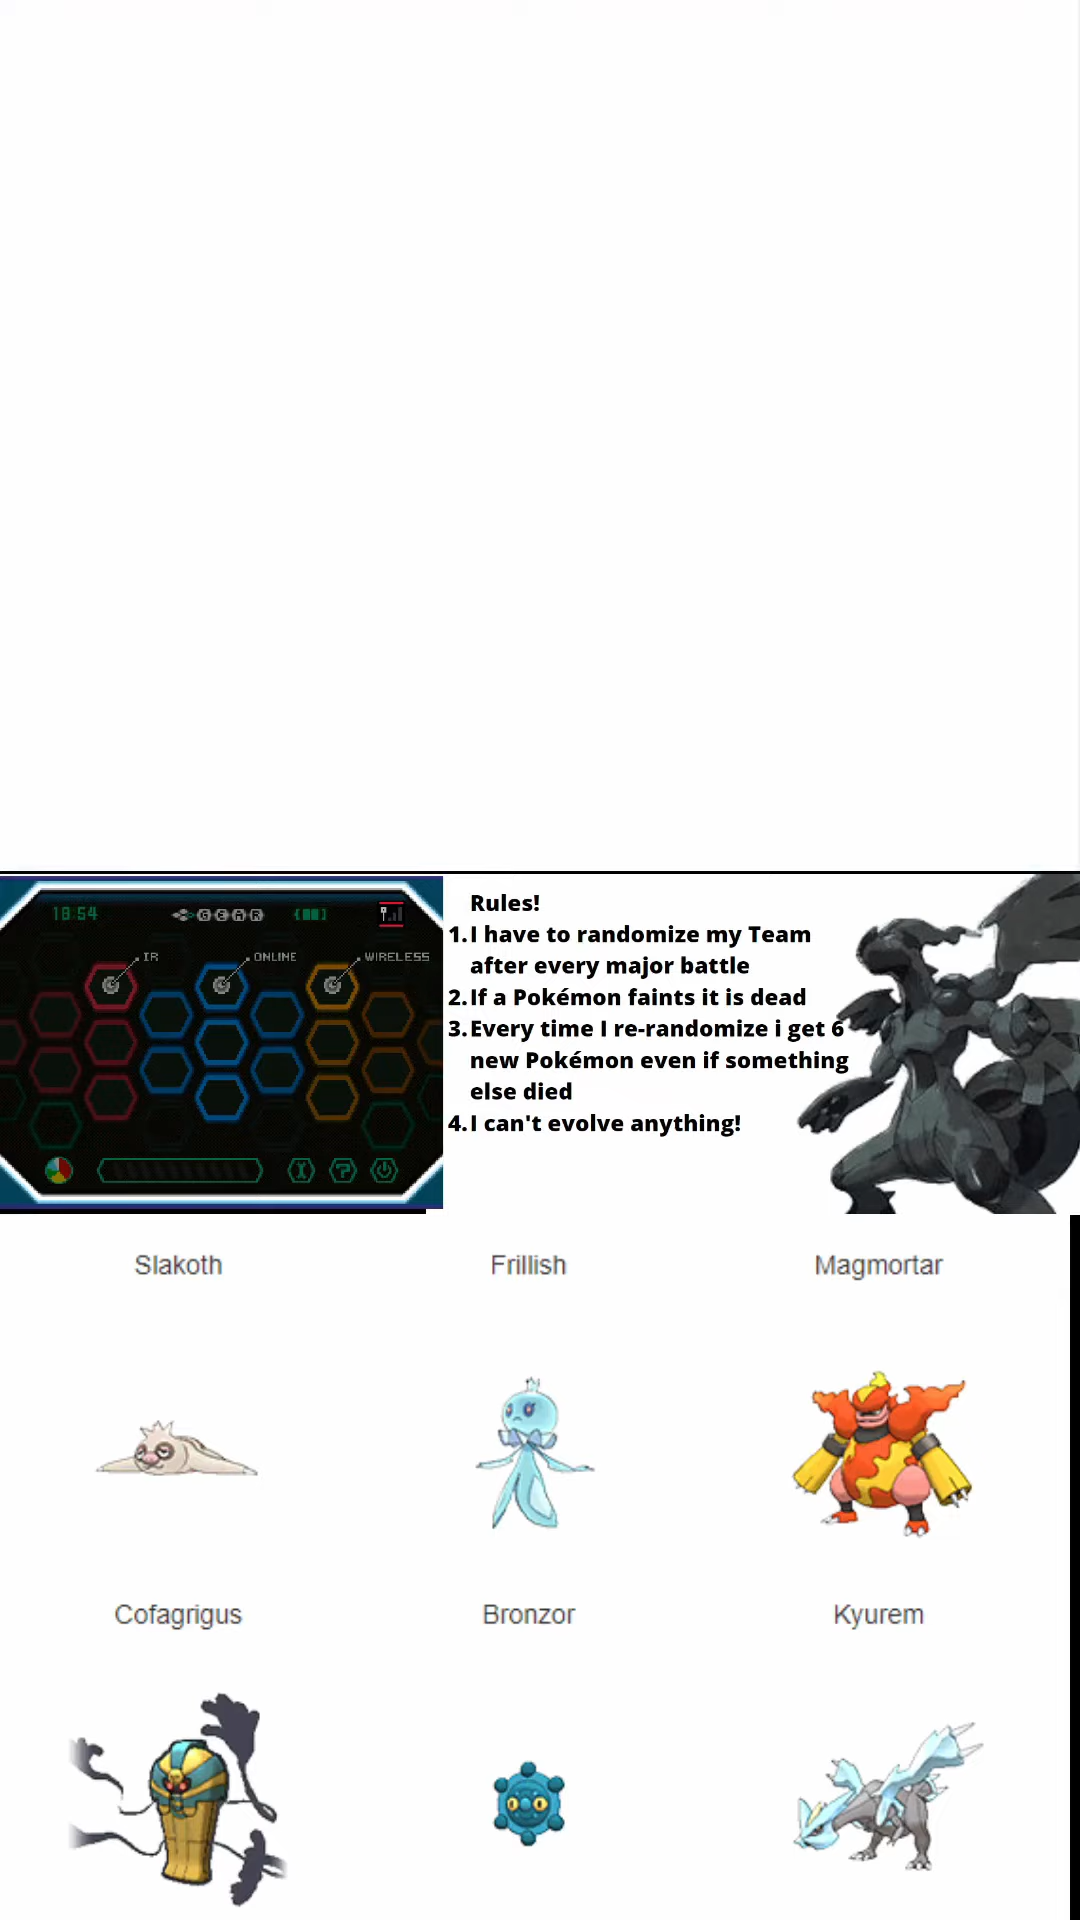 18:54
C-GEAR
IR
ONLINE
WIRELESS
X
?
Rules!
1. I have to randomize my Team
after every major battle
2. If a Pokémon faints it is dead
3. Every time I re-randomize i get 6
new Pokémon even if something
else died
4. I can't evolve anything!
Slakoth
Frillish
Magmortar
Cofagrigus
Bronzor
Kyurem